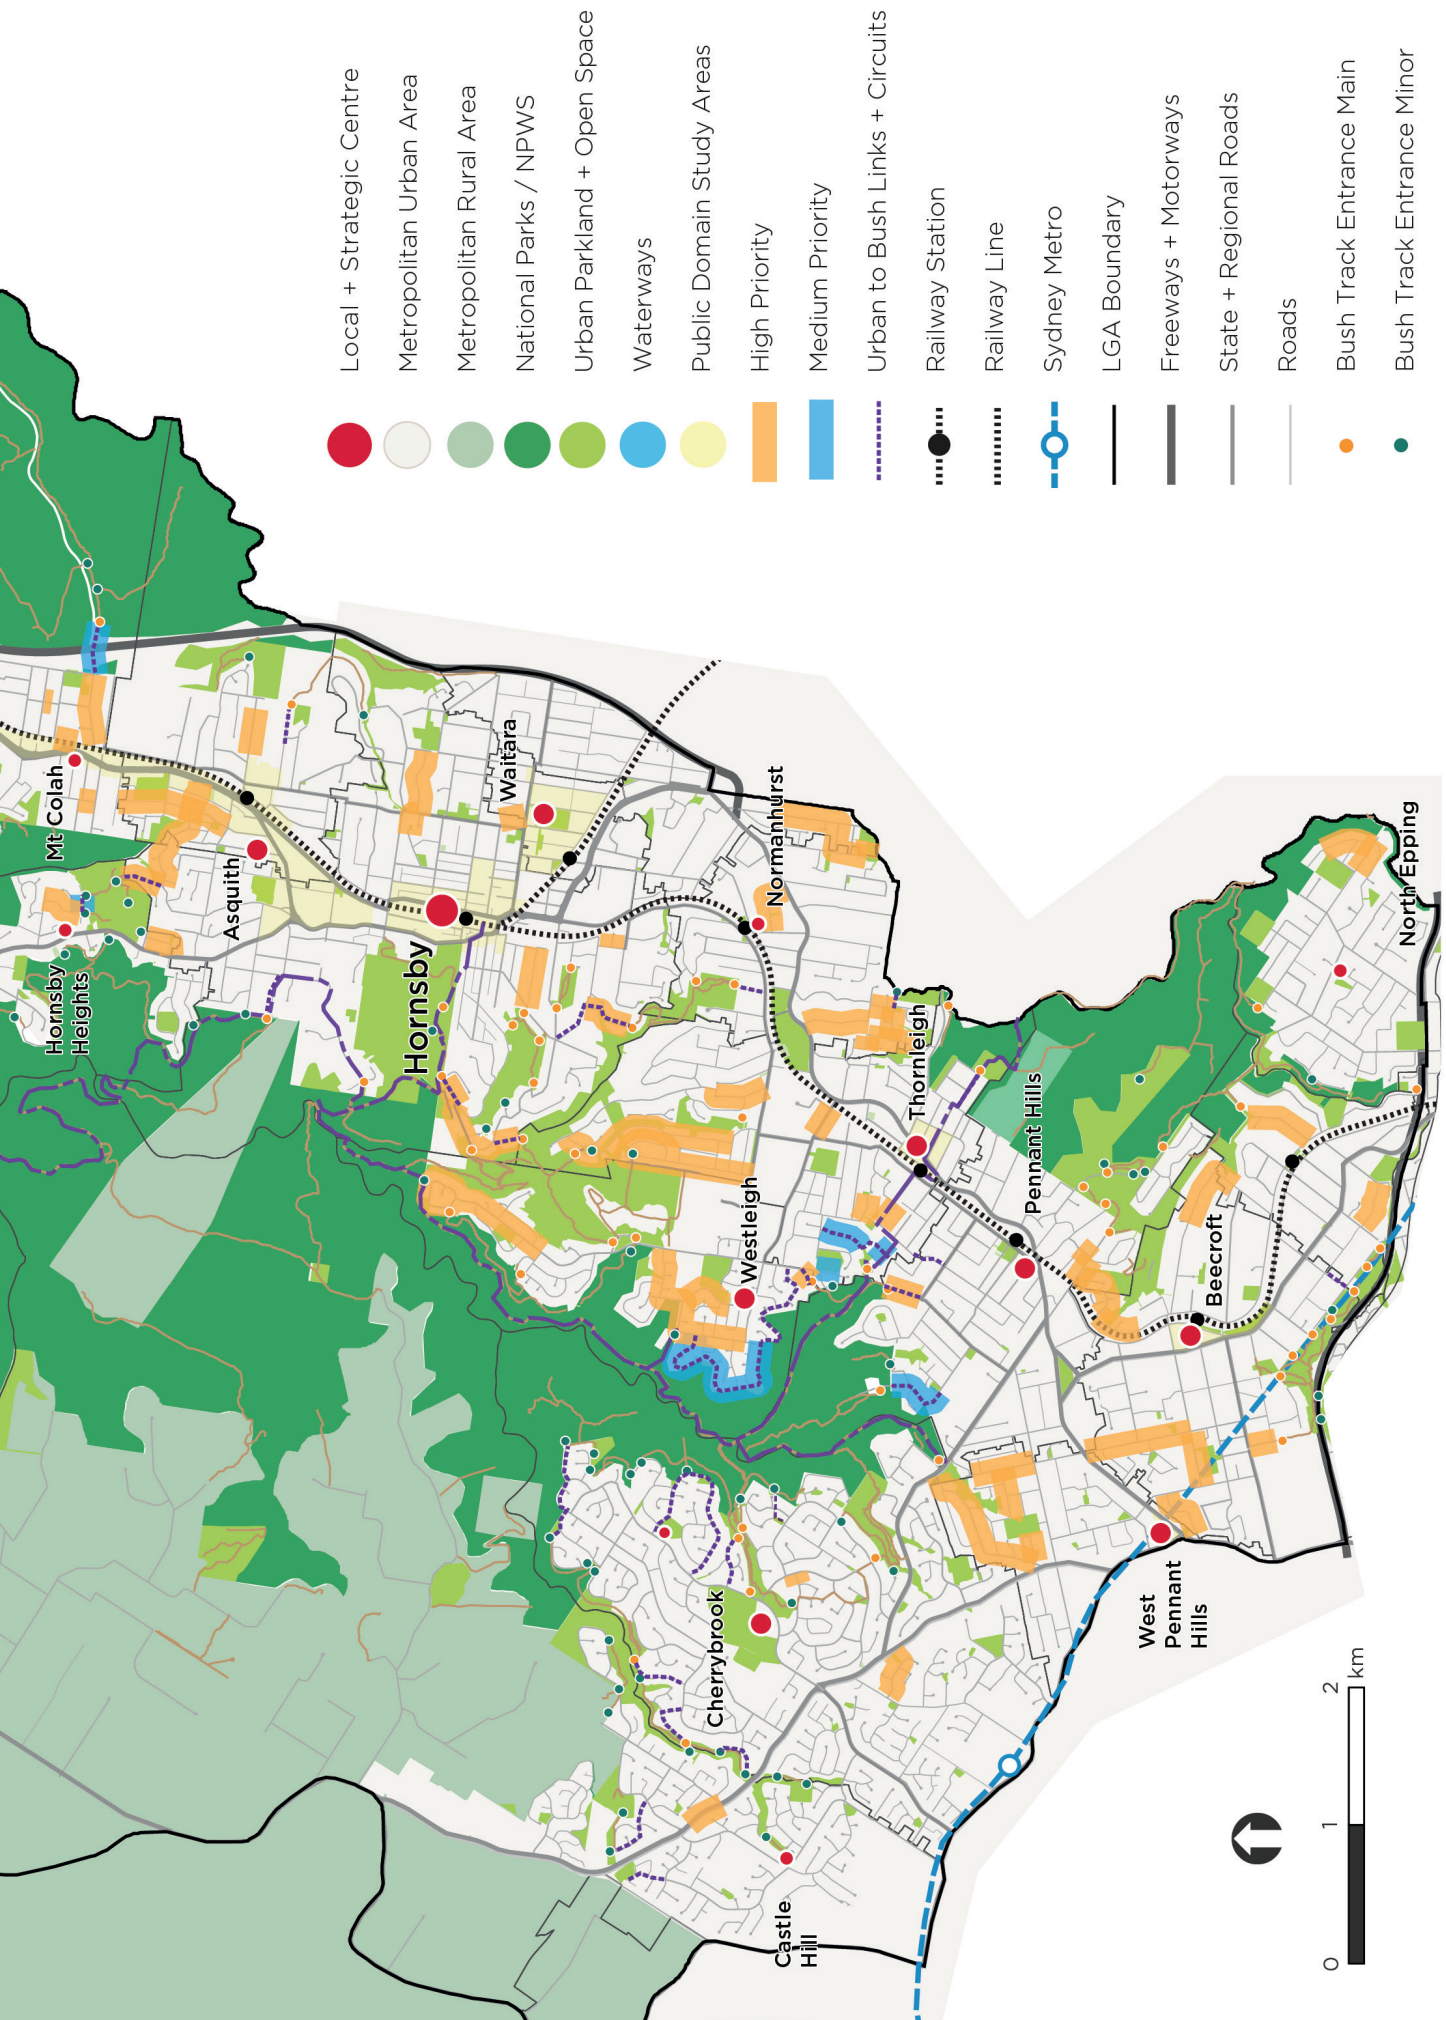 Local + Strategic Centre
Metropolitan Urban Area
Metropolitan Rural Area
National Parks / NPWS
Urban Parkland + Open Space
Waterways
Public Domain Study Areas
High Priority
Medium Priority
Urban to Bush Links + Circuits
Railway Station
Railway Line
Sydney Metro
LGA Boundary
Freeways + Motorways
State + Regional Roads
Roads
Bush Track Entrance Main
Bush Track Entrance Minor
Mt Colah
Hornsby
Heights
Asquith
Hornsby
Waitara
Normanhurst
Westleigh
Thornleigh
Pennant Hills
Cherrybrook
Castle
Hill
West
Pennant
Hills
Beecroft
North Epping
0
1
2
km